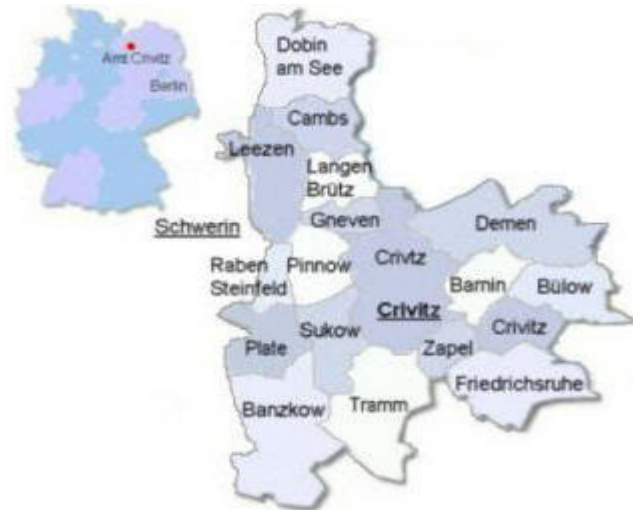 Amt Crivitz
Berlin
Dobin
am See
Cambs
Leezen
Langen
Brütz
Gneven
Schwerin
Demen
Raben
Steinfeld
Pinnow
Crivtz
Barnin
Bülow
Crivitz
Crivitz
Plate
Sukow
Zapel
Friedrichsruhe
Banzkow
Tramm